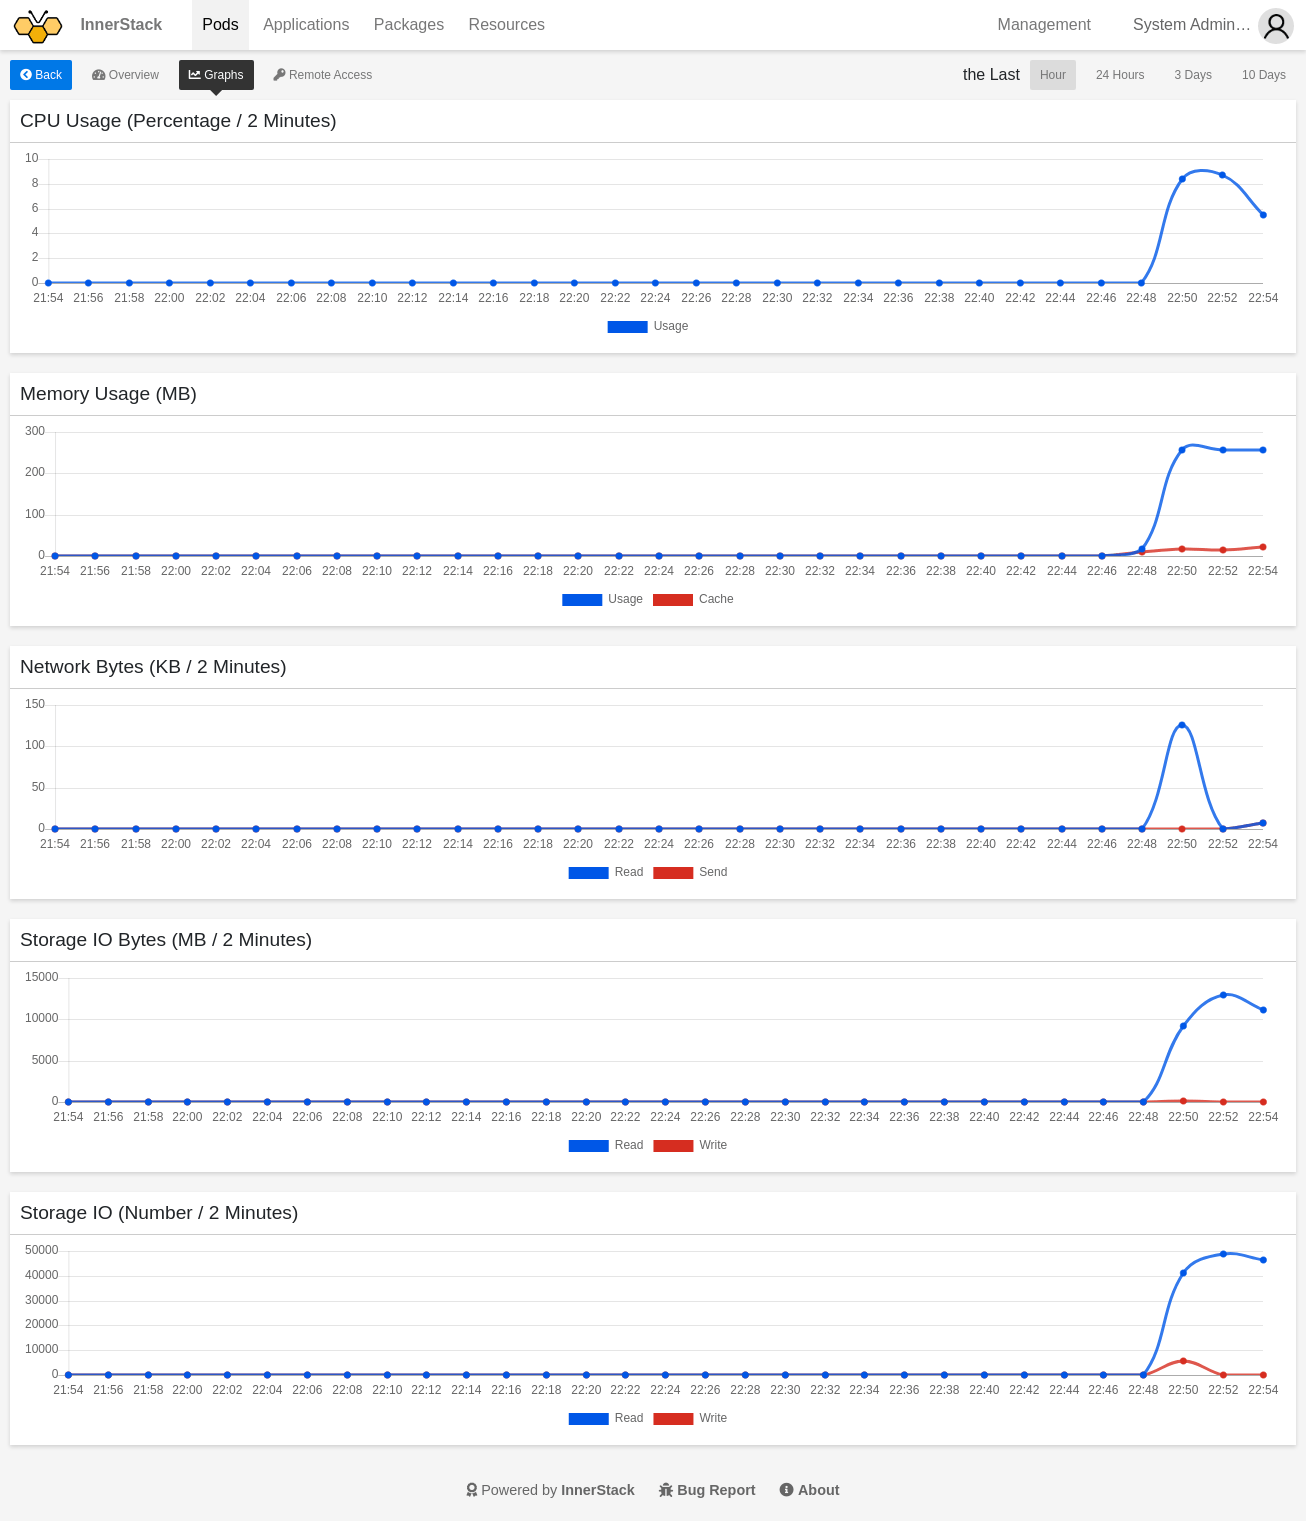 InnerStack Pods Applications Packages Resources Management System Admin…
Back Overview Graphs Remote Access the Last Hour 24 Hours 3 Days 10 Days
CPU Usage (Percentage / 2 Minutes)
10
8
6
4
2
0
21:54 21:56 21:58 22:00 22:02 22:04 22:06 22:08 22:10 22:12 22:14 22:16 22:18 22:20 22:22 22:24 22:26 22:28 22:30 22:32 22:34 22:36 22:38 22:40 22:42 22:44 22:46 22:48 22:50 22:52 22:54
Usage
Memory Usage (MB)
300
200
100
0
21:54 21:56 21:58 22:00 22:02 22:04 22:06 22:08 22:10 22:12 22:14 22:16 22:18 22:20 22:22 22:24 22:26 22:28 22:30 22:32 22:34 22:36 22:38 22:40 22:42 22:44 22:46 22:48 22:50 22:52 22:54
Usage Cache
Network Bytes (KB / 2 Minutes)
150
100
50
0
21:54 21:56 21:58 22:00 22:02 22:04 22:06 22:08 22:10 22:12 22:14 22:16 22:18 22:20 22:22 22:24 22:26 22:28 22:30 22:32 22:34 22:36 22:38 22:40 22:42 22:44 22:46 22:48 22:50 22:52 22:54
Read Send
Storage IO Bytes (MB / 2 Minutes)
15000
10000
5000
0
21:54 21:56 21:58 22:00 22:02 22:04 22:06 22:08 22:10 22:12 22:14 22:16 22:18 22:20 22:22 22:24 22:26 22:28 22:30 22:32 22:34 22:36 22:38 22:40 22:42 22:44 22:46 22:48 22:50 22:52 22:54
Read Write
Storage IO (Number / 2 Minutes)
50000
40000
30000
20000
10000
0
21:54 21:56 21:58 22:00 22:02 22:04 22:06 22:08 22:10 22:12 22:14 22:16 22:18 22:20 22:22 22:24 22:26 22:28 22:30 22:32 22:34 22:36 22:38 22:40 22:42 22:44 22:46 22:48 22:50 22:52 22:54
Read Write
Powered by InnerStack Bug Report About